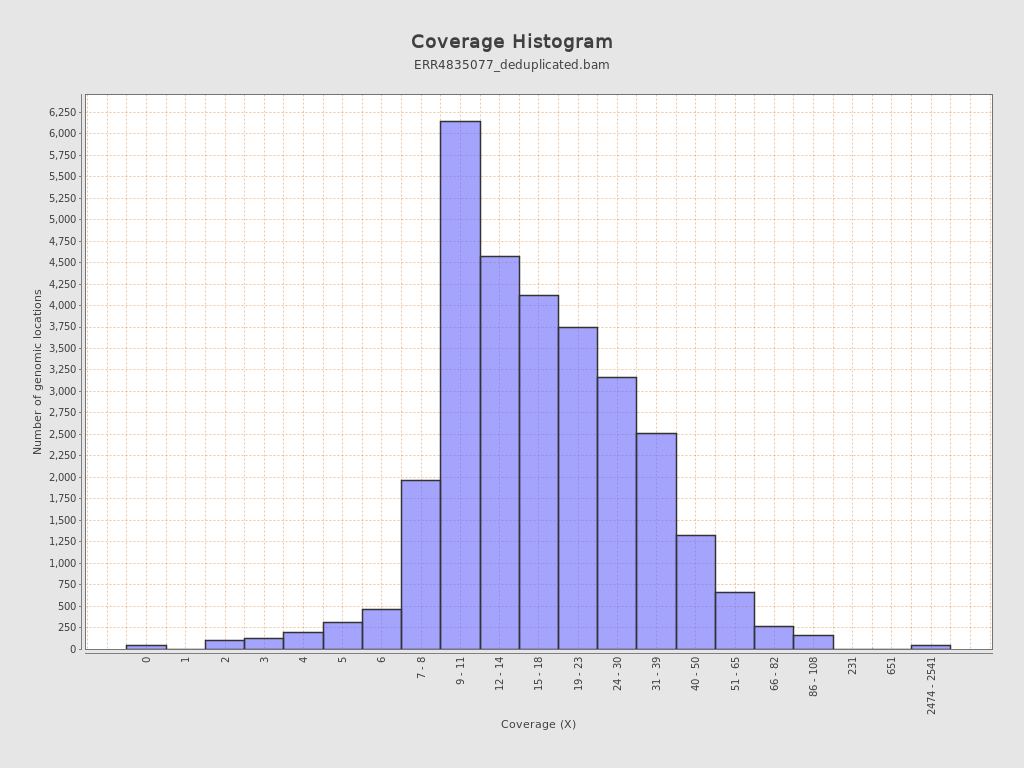 Coverage Histogram
ERR4835077_deduplicated.bam
Number of genomic locations
6,250
6,000
5,750
5,500
5,250
5,000
4,750
4,500
4,250
4,000
3,750
3,500
3,250
3,000
2,750
2,500
2,250
2,000
1,750
1,500
1,250
1,000
750
500
250
0
0
1
2
3
4
5
6
7 - 8
9 - 11
12 - 14
15 - 18
19 - 23
24 - 30
31 - 39
40 - 50
51 - 65
66 - 82
86 - 108
231
651
2474 - 2541
Coverage (X)